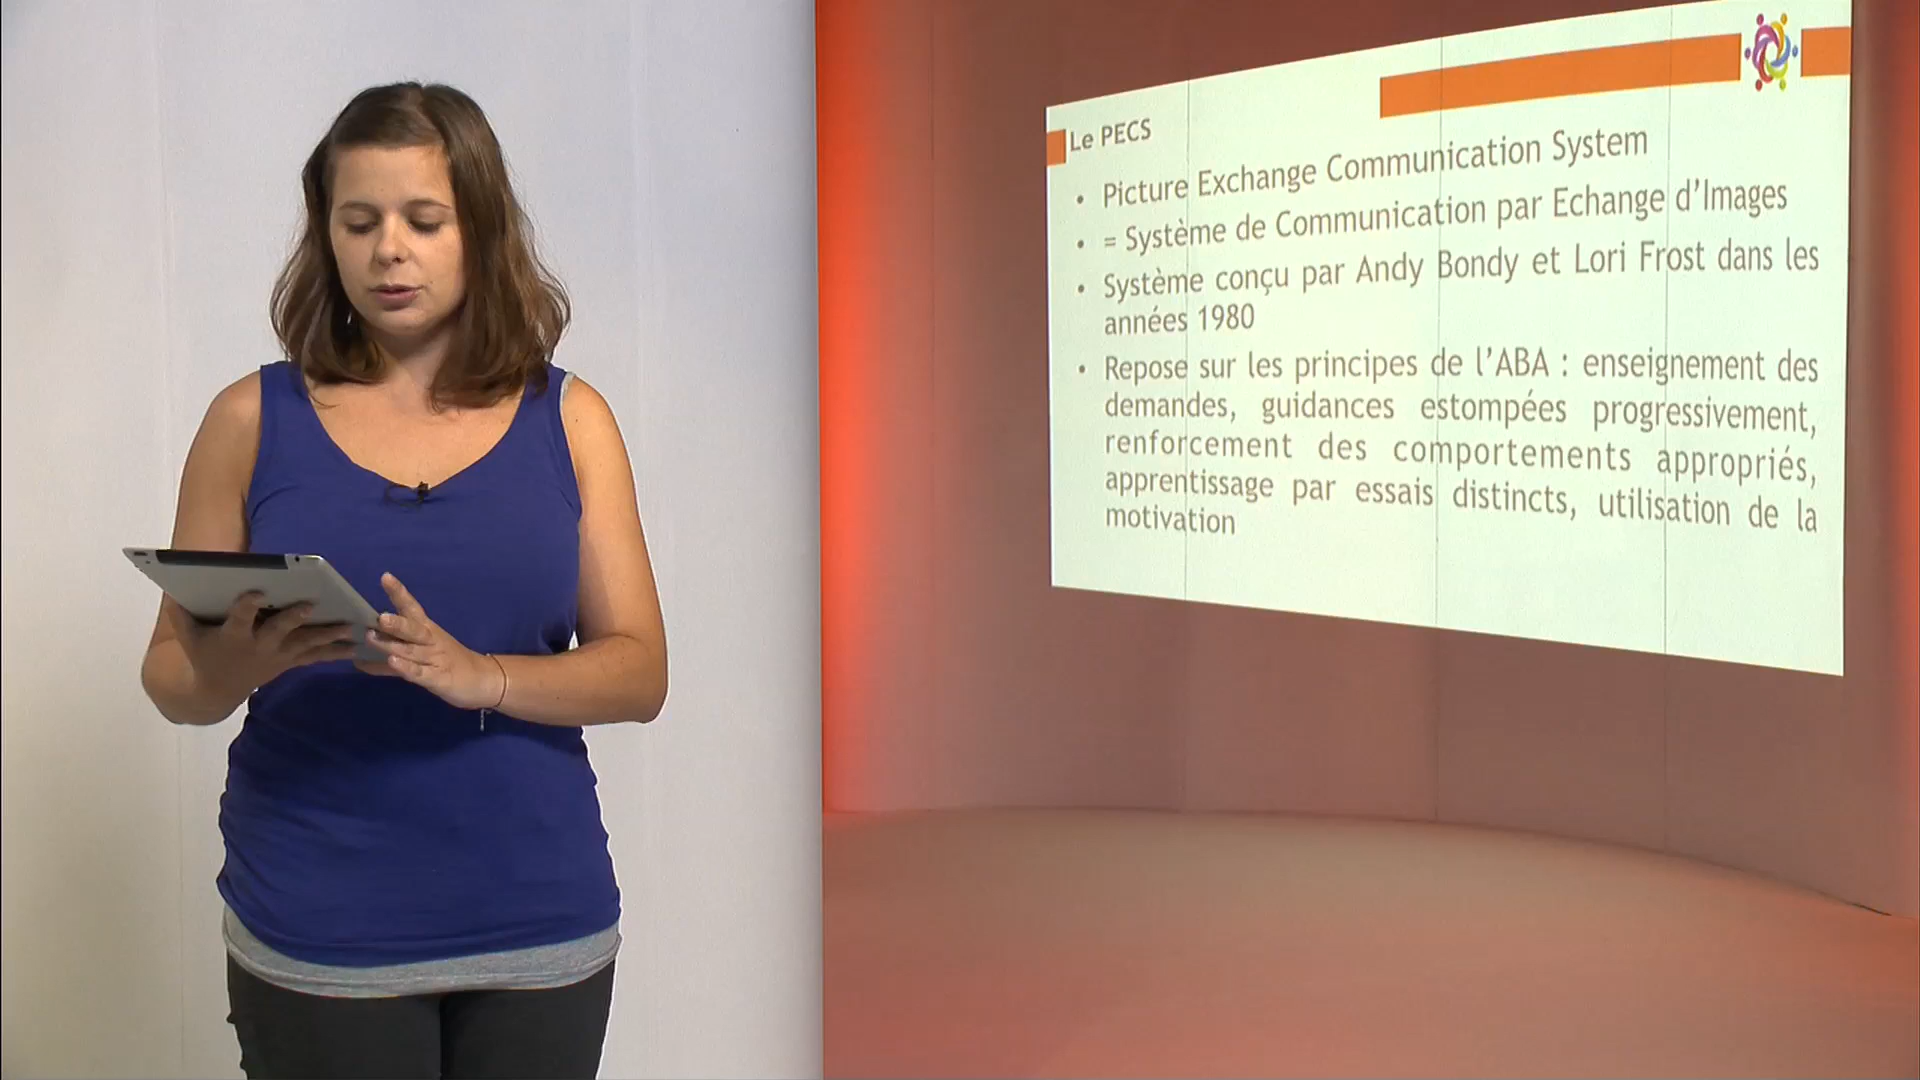 Le PECS
• Picture Exchange Communication System
• = Système de Communication par Echange d’Images
• Système conçu par Andy Bondy et Lori Frost dans les
années 1980
• Repose sur les principes de l’ABA : enseignement des
demandes, guidances estompées progressivement,
renforcement des comportements appropriés,
apprentissage par essais distincts, utilisation de la
motivation